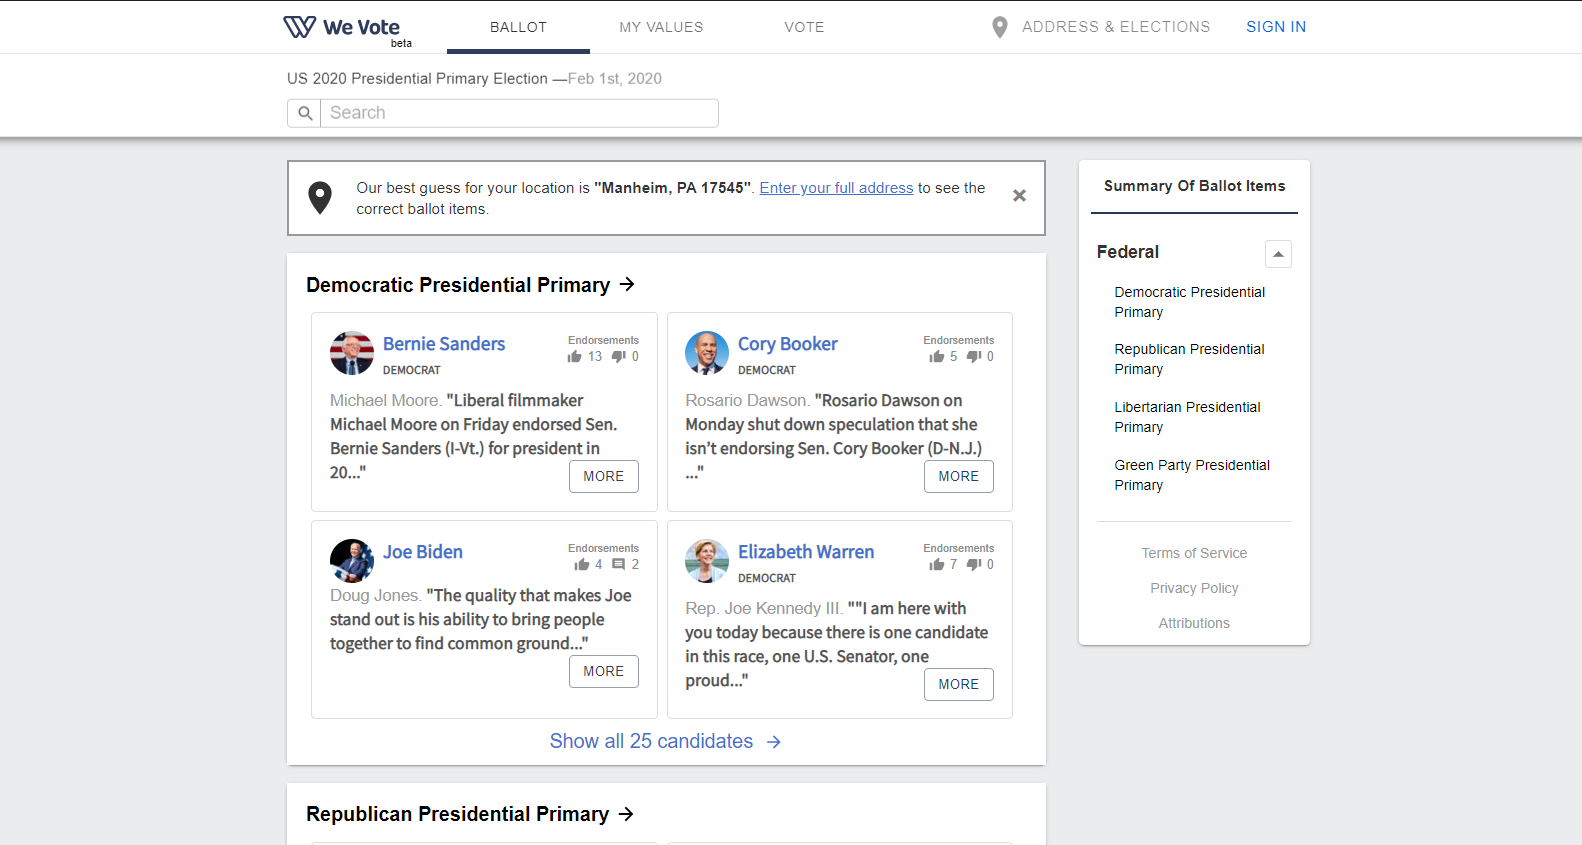 We Vote
beta
BALLOT
MY VALUES
VOTE
ADDRESS & ELECTIONS
SIGN IN
US 2020 Presidential Primary Election —Feb 1st, 2020
Search
Our best guess for your location is "Manheim, PA 17545". Enter your full address to see the
correct ballot items.
Democratic Presidential Primary
Bernie Sanders
DEMOCRAT
Endorsements
13 0
Michael Moore. "Liberal filmmaker
Michael Moore on Friday endorsed Sen.
Bernie Sanders (I-Vt.) for president in
20..."
MORE
Cory Booker
DEMOCRAT
Endorsements
5 0
Rosario Dawson. "Rosario Dawson on
Monday shut down speculation that she
isn’t endorsing Sen. Cory Booker (D-N.J.)
..."
MORE
Joe Biden
Endorsements
4 2
Doug Jones. "The quality that makes Joe
stand out is his ability to bring people
together to find common ground..."
MORE
Elizabeth Warren
DEMOCRAT
Endorsements
7 0
Rep. Joe Kennedy III. ""I am here with
you today because there is one candidate
in this race, one U.S. Senator, one
proud..."
MORE
Show all 25 candidates
Republican Presidential Primary
Summary Of Ballot Items
Federal
Democratic Presidential
Primary
Republican Presidential
Primary
Libertarian Presidential
Primary
Green Party Presidential
Primary
Terms of Service
Privacy Policy
Attributions